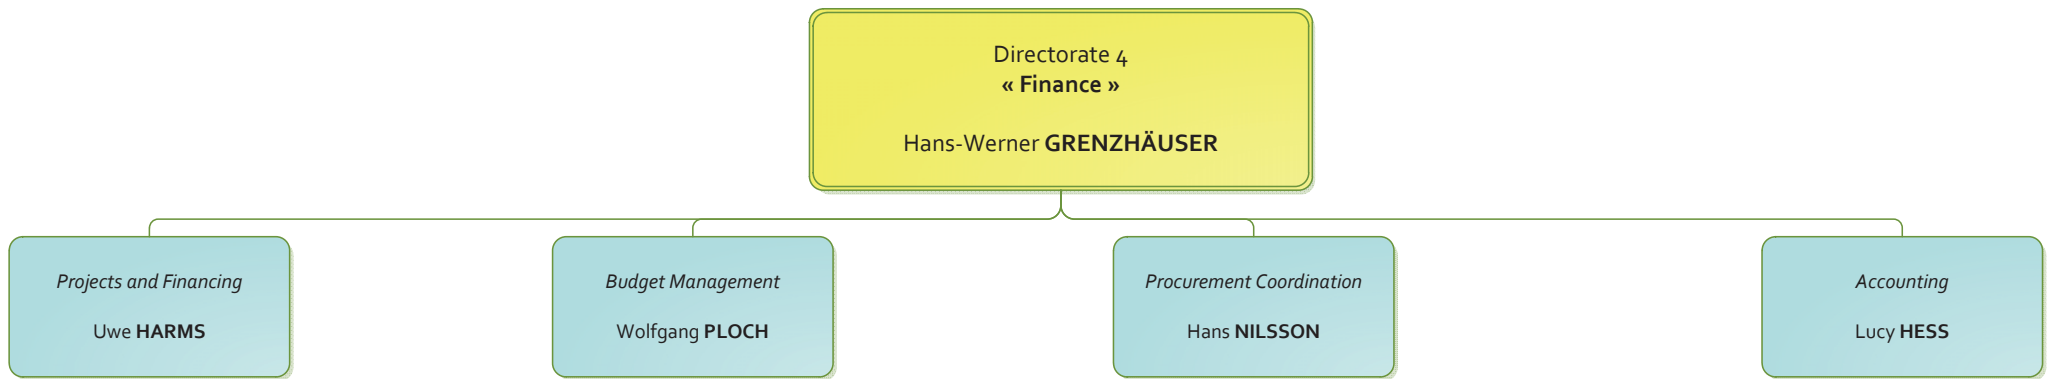 Directorate 4
« Finance »
Hans-Werner GRENZHÄUSER
Projects and Financing
Uwe HARMS
Budget Management
Wolfgang PLOCH
Procurement Coordination
Hans NILSSON
Accounting
Lucy HESS